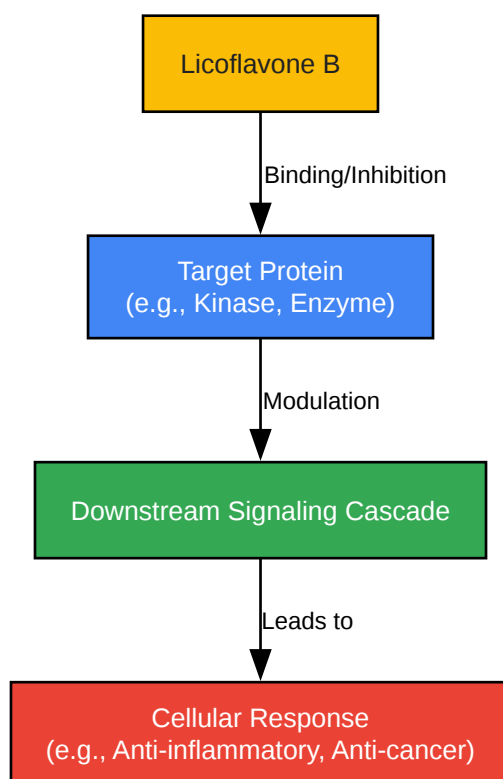 Licoflavone B
Binding/Inhibition
Target Protein
(e.g., Kinase, Enzyme)
Modulation
Downstream Signaling Cascade
Leads to
Cellular Response
(e.g., Anti-inflammatory, Anti-cancer)